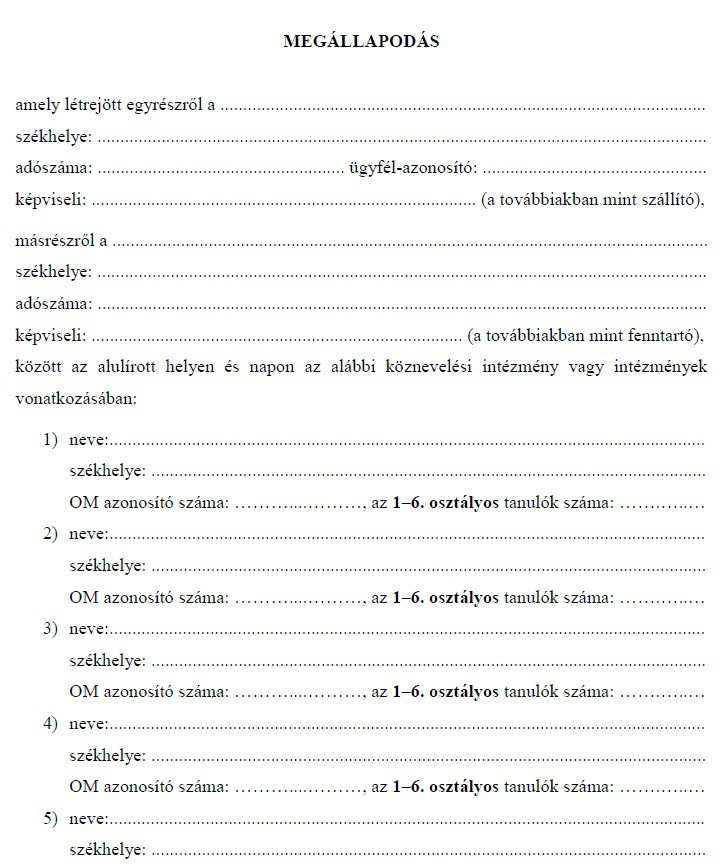 MEGÁLLAPODÁS
amely létrejött egyrészről a ........................................................................................................
székhelye: ...................................................................................................................................
adószáma: ..................................................... ügyfél-azonosító: ................................................
képviseli: .................................................................................. (a továbbiakban mint szállító),
másrészről a ................................................................................................................................
székhelye: ...................................................................................................................................
adószáma: ...................................................................................................................................
képviseli: ............................................................................... (a továbbiakban mint fenntartó),
között az alulírott helyen és napon az alábbi köznevelési intézmény vagy intézmények
vonatkozásában:
1) neve:................................................................................................................................
székhelye: .......................................................................................................................
OM azonosító száma: ………....………, az 1–6. osztályos tanulók száma: …………..…
2) neve:................................................................................................................................
székhelye: .......................................................................................................................
OM azonosító száma: ………....………, az 1–6. osztályos tanulók száma: …………..…
3) neve:................................................................................................................................
székhelye: .......................................................................................................................
OM azonosító száma: ………....………, az 1–6. osztályos tanulók száma: …………..…
4) neve:................................................................................................................................
székhelye: .......................................................................................................................
OM azonosító száma: ………....………, az 1–6. osztályos tanulók száma: …………..…
5) neve:................................................................................................................................
székhelye: .......................................................................................................................